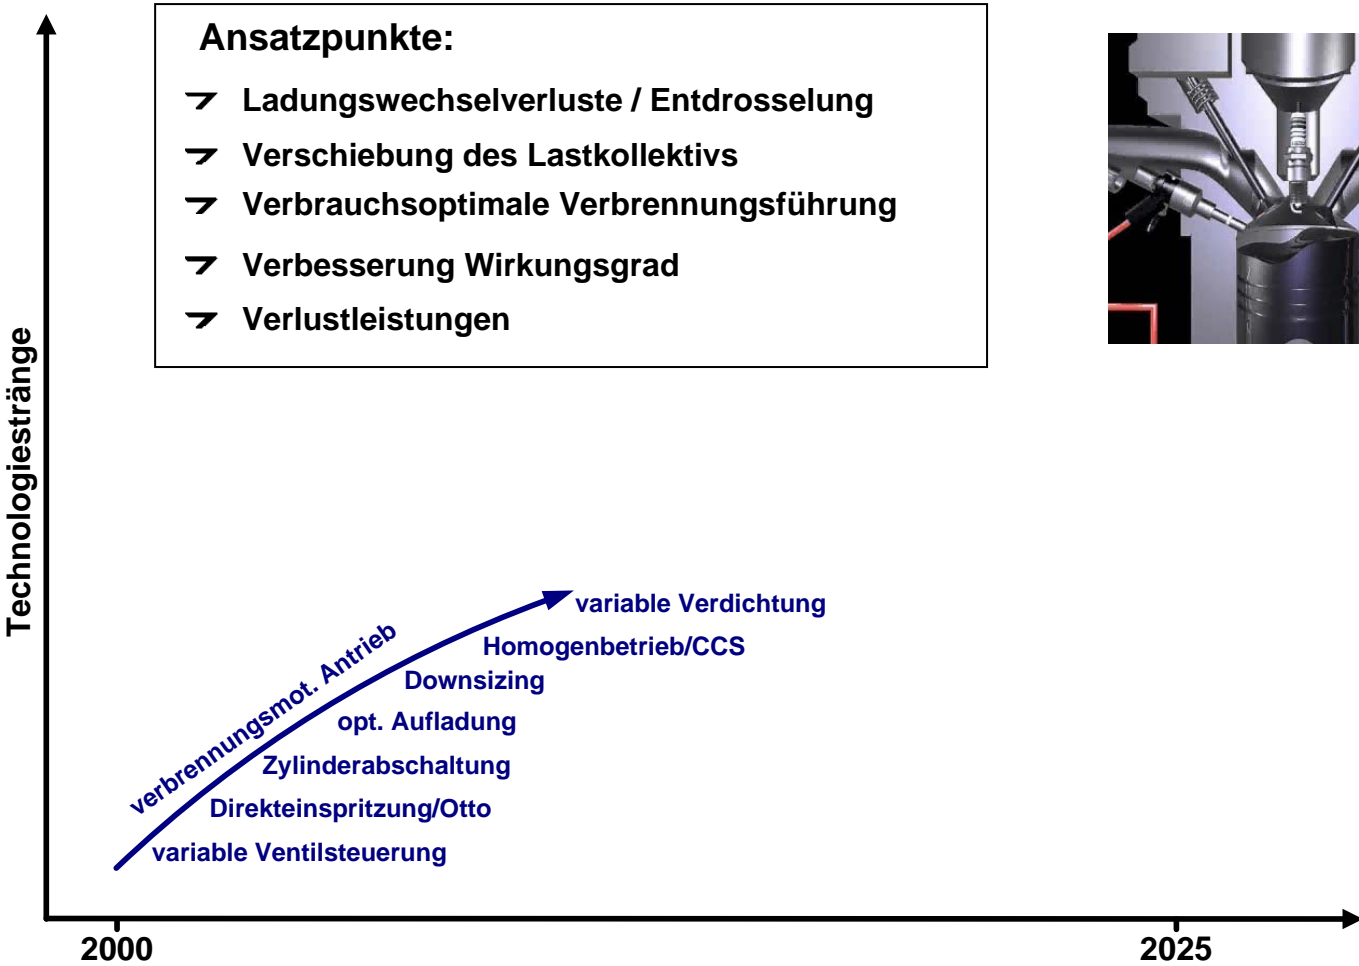 Ansatzpunkte:
Ladungswechselverluste / Entdrosselung
Verschiebung des Lastkollektivs
Verbrauchsoptimale Verbrennungsführung
Verbesserung Wirkungsgrad
Verlustleistungen
Technologiestränge
verbrennungsmot. Antrieb
variable Verdichtung
Homogenbetrieb/CCS
Downsizing
opt. Aufladung
Zylinderabschaltung
Direkteinspritzung/Otto
variable Ventilsteuerung
2000
2025